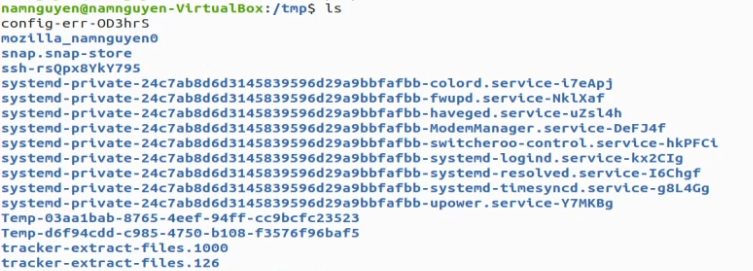 namnguyen@namnguyen-VirtualBox:/tmp$ ls
config-err-OD3hrS
mozilla_namnguyen0
snap.snap-store
ssh-rsQpx8YkY795
systemd-private-24c7ab8d6d3145839596d29a9bbfafbb-colord.service-i7eApj
systemd-private-24c7ab8d6d3145839596d29a9bbfafbb-fwupd.service-NklXaf
systemd-private-24c7ab8d6d3145839596d29a9bbfafbb-haveged.service-uZsl4h
systemd-private-24c7ab8d6d3145839596d29a9bbfafbb-ModemManager.service-DeFJ4f
systemd-private-24c7ab8d6d3145839596d29a9bbfafbb-switcheroo-control.service-hkPFCi
systemd-private-24c7ab8d6d3145839596d29a9bbfafbb-systemd-logind.service-kx2CIg
systemd-private-24c7ab8d6d3145839596d29a9bbfafbb-systemd-resolved.service-I6Chgf
systemd-private-24c7ab8d6d3145839596d29a9bbfafbb-systemd-timesyncd.service-g8L4Gg
systemd-private-24c7ab8d6d3145839596d29a9bbfafbb-upower.service-Y7MKBg
Temp-03aa1bab-8765-4eef-94ff-cc9bcfc23523
Temp-d6f94cdd-c985-4750-b108-f3576f96baf5
tracker-extract-files.1000
tracker-extract-files.126